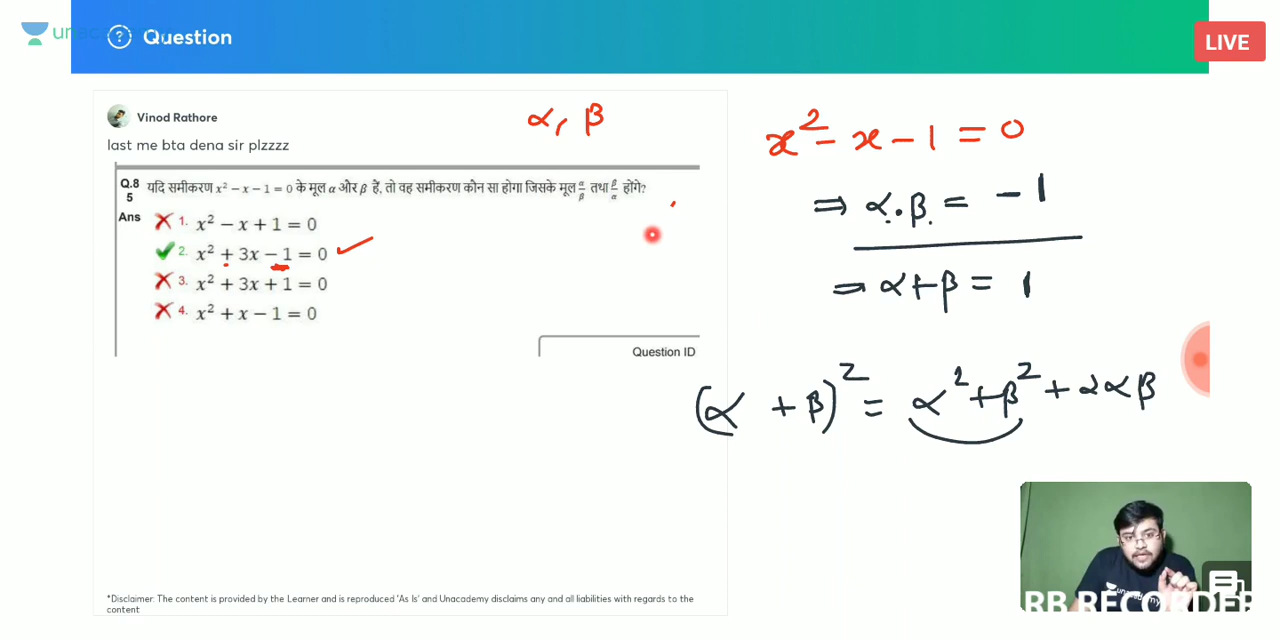 Question
LIVE
Vinod Rathore
last me bta dena sir plzzzz
α, β
Q.8
5
यदि समीकरण x² − x − 1 = 0 के मूल α और β हैं, तो वह समीकरण कौन सा होगा जिसके मूल α/β तथा β/α होंगे?
Ans
1. x² − x + 1 = 0
2. x² + 3x − 1 = 0
3. x² + 3x + 1 = 0
4. x² + x − 1 = 0
Question ID
x² − x − 1 = 0
⇒ α.β = −1
⇒ α+β = 1
(α + β)² = α² + β² + 2αβ
*Disclaimer: The content is provided by the Learner and is reproduced 'As Is' and Unacademy disclaims any and all liabilities with regards to the
content
RB RECORDER